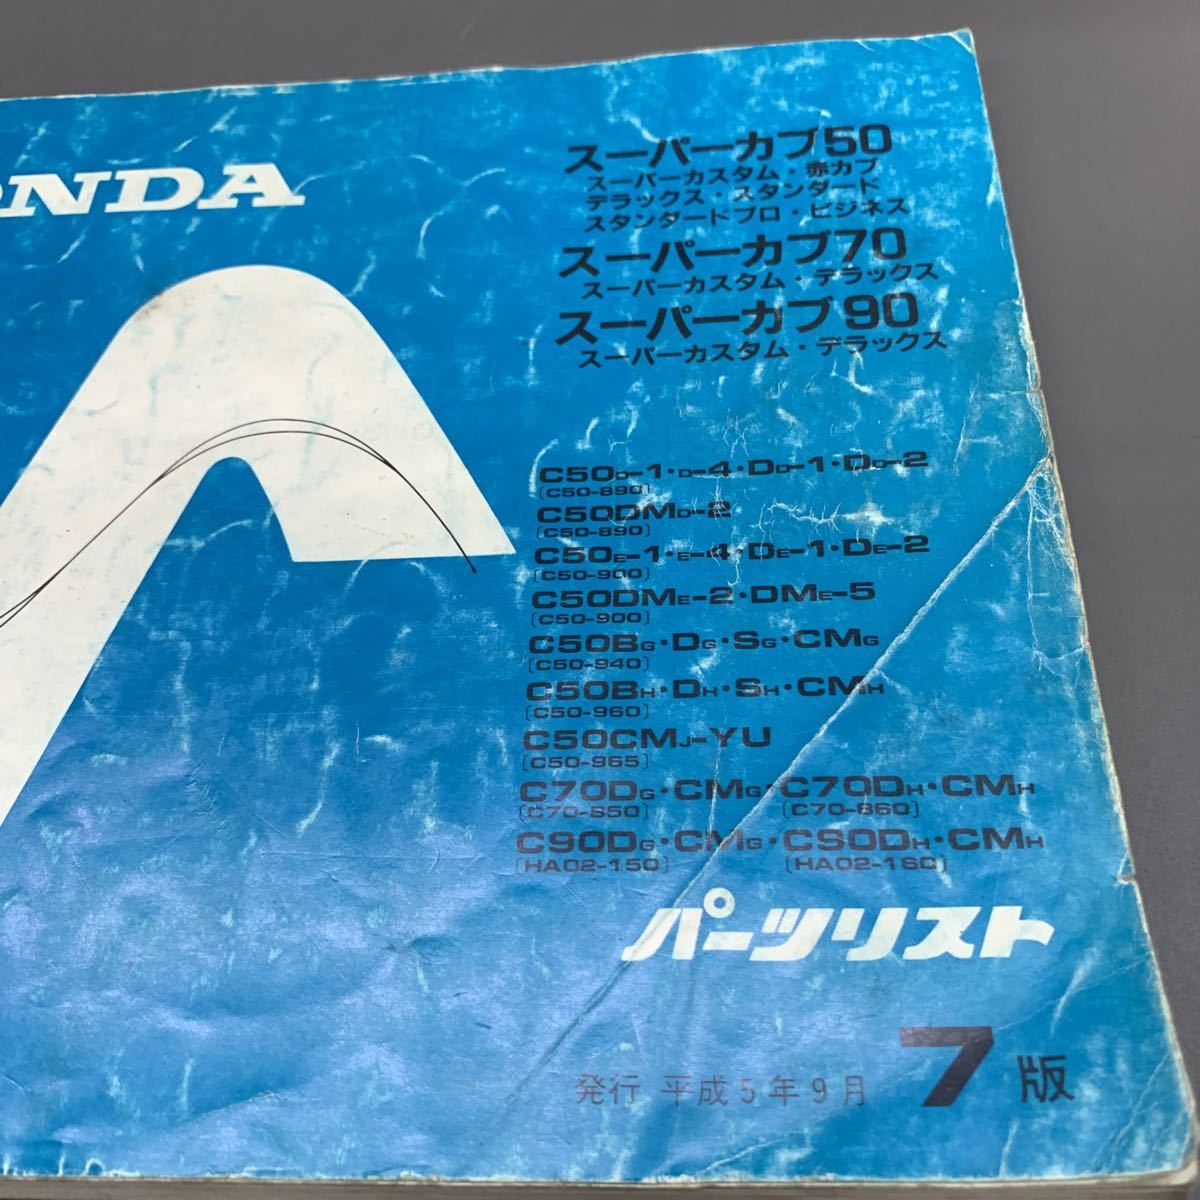 ONDA
スーパーカブ50
スーパーカスタム・赤カブ
デラックス・スタンダード
スタンダードプロ・ビジネス
スーパーカブ70
スーパーカスタム・デラックス
スーパーカブ90
スーパーカスタム・デラックス
C50D-1・D-4・DD-1・DD-2
(C50-890)
C50DMD-2
(C50-890)
C50E-1・E-4・DE-1・DE-2
(C50-900)
C50DME-2・DME-5
(C50-900)
C50BG・DG・SG・CMG
(C50-940)
C50BH・DH・SH・CMH
(C50-960)
C50CMJ-YU
(C50-965)
C70DG・CMG・C70DH・CMH
(C70-850) (C70-860)
C90DG・CMG・C90DH・CMH
(HA02-150) (HA02-160)
パーツリスト
発行 平成5年9月 7版